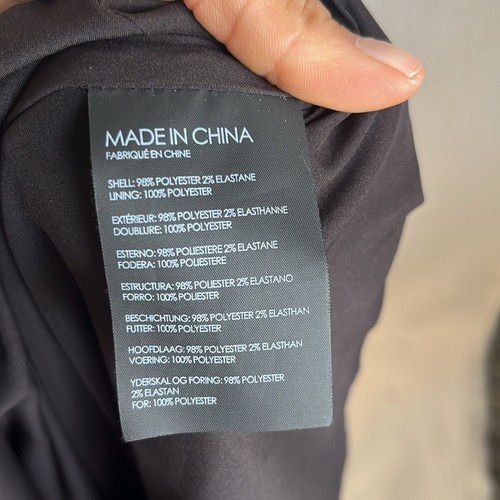 MADE IN CHINA
FABRIQUÉ EN CHINE
SHELL: 98% POLYESTER 2% ELASTANE
LINING: 100% POLYESTER
EXTÉRIEUR: 98% POLYESTER 2% ELASTHANNE
DOUBLURE: 100% POLYESTER
ESTERNO: 98% POLIESTERE 2% ELASTANE
FODERA: 100% POLIESTERE
ESTRUCTURA: 98% POLIESTER 2% ELASTANO
FORRO: 100% POLIESTER
BESCHICHTUNG: 98% POLYESTER 2% ELASTHAN
FUTTER: 100% POLYESTER
HOOFDLAAG: 98% POLYESTER 2% ELASTHAN
VOERING: 100% POLYESTER
YDERSKAL OG FORING: 98% POLYESTER
2% ELASTAN
FOR: 100% POLYESTER